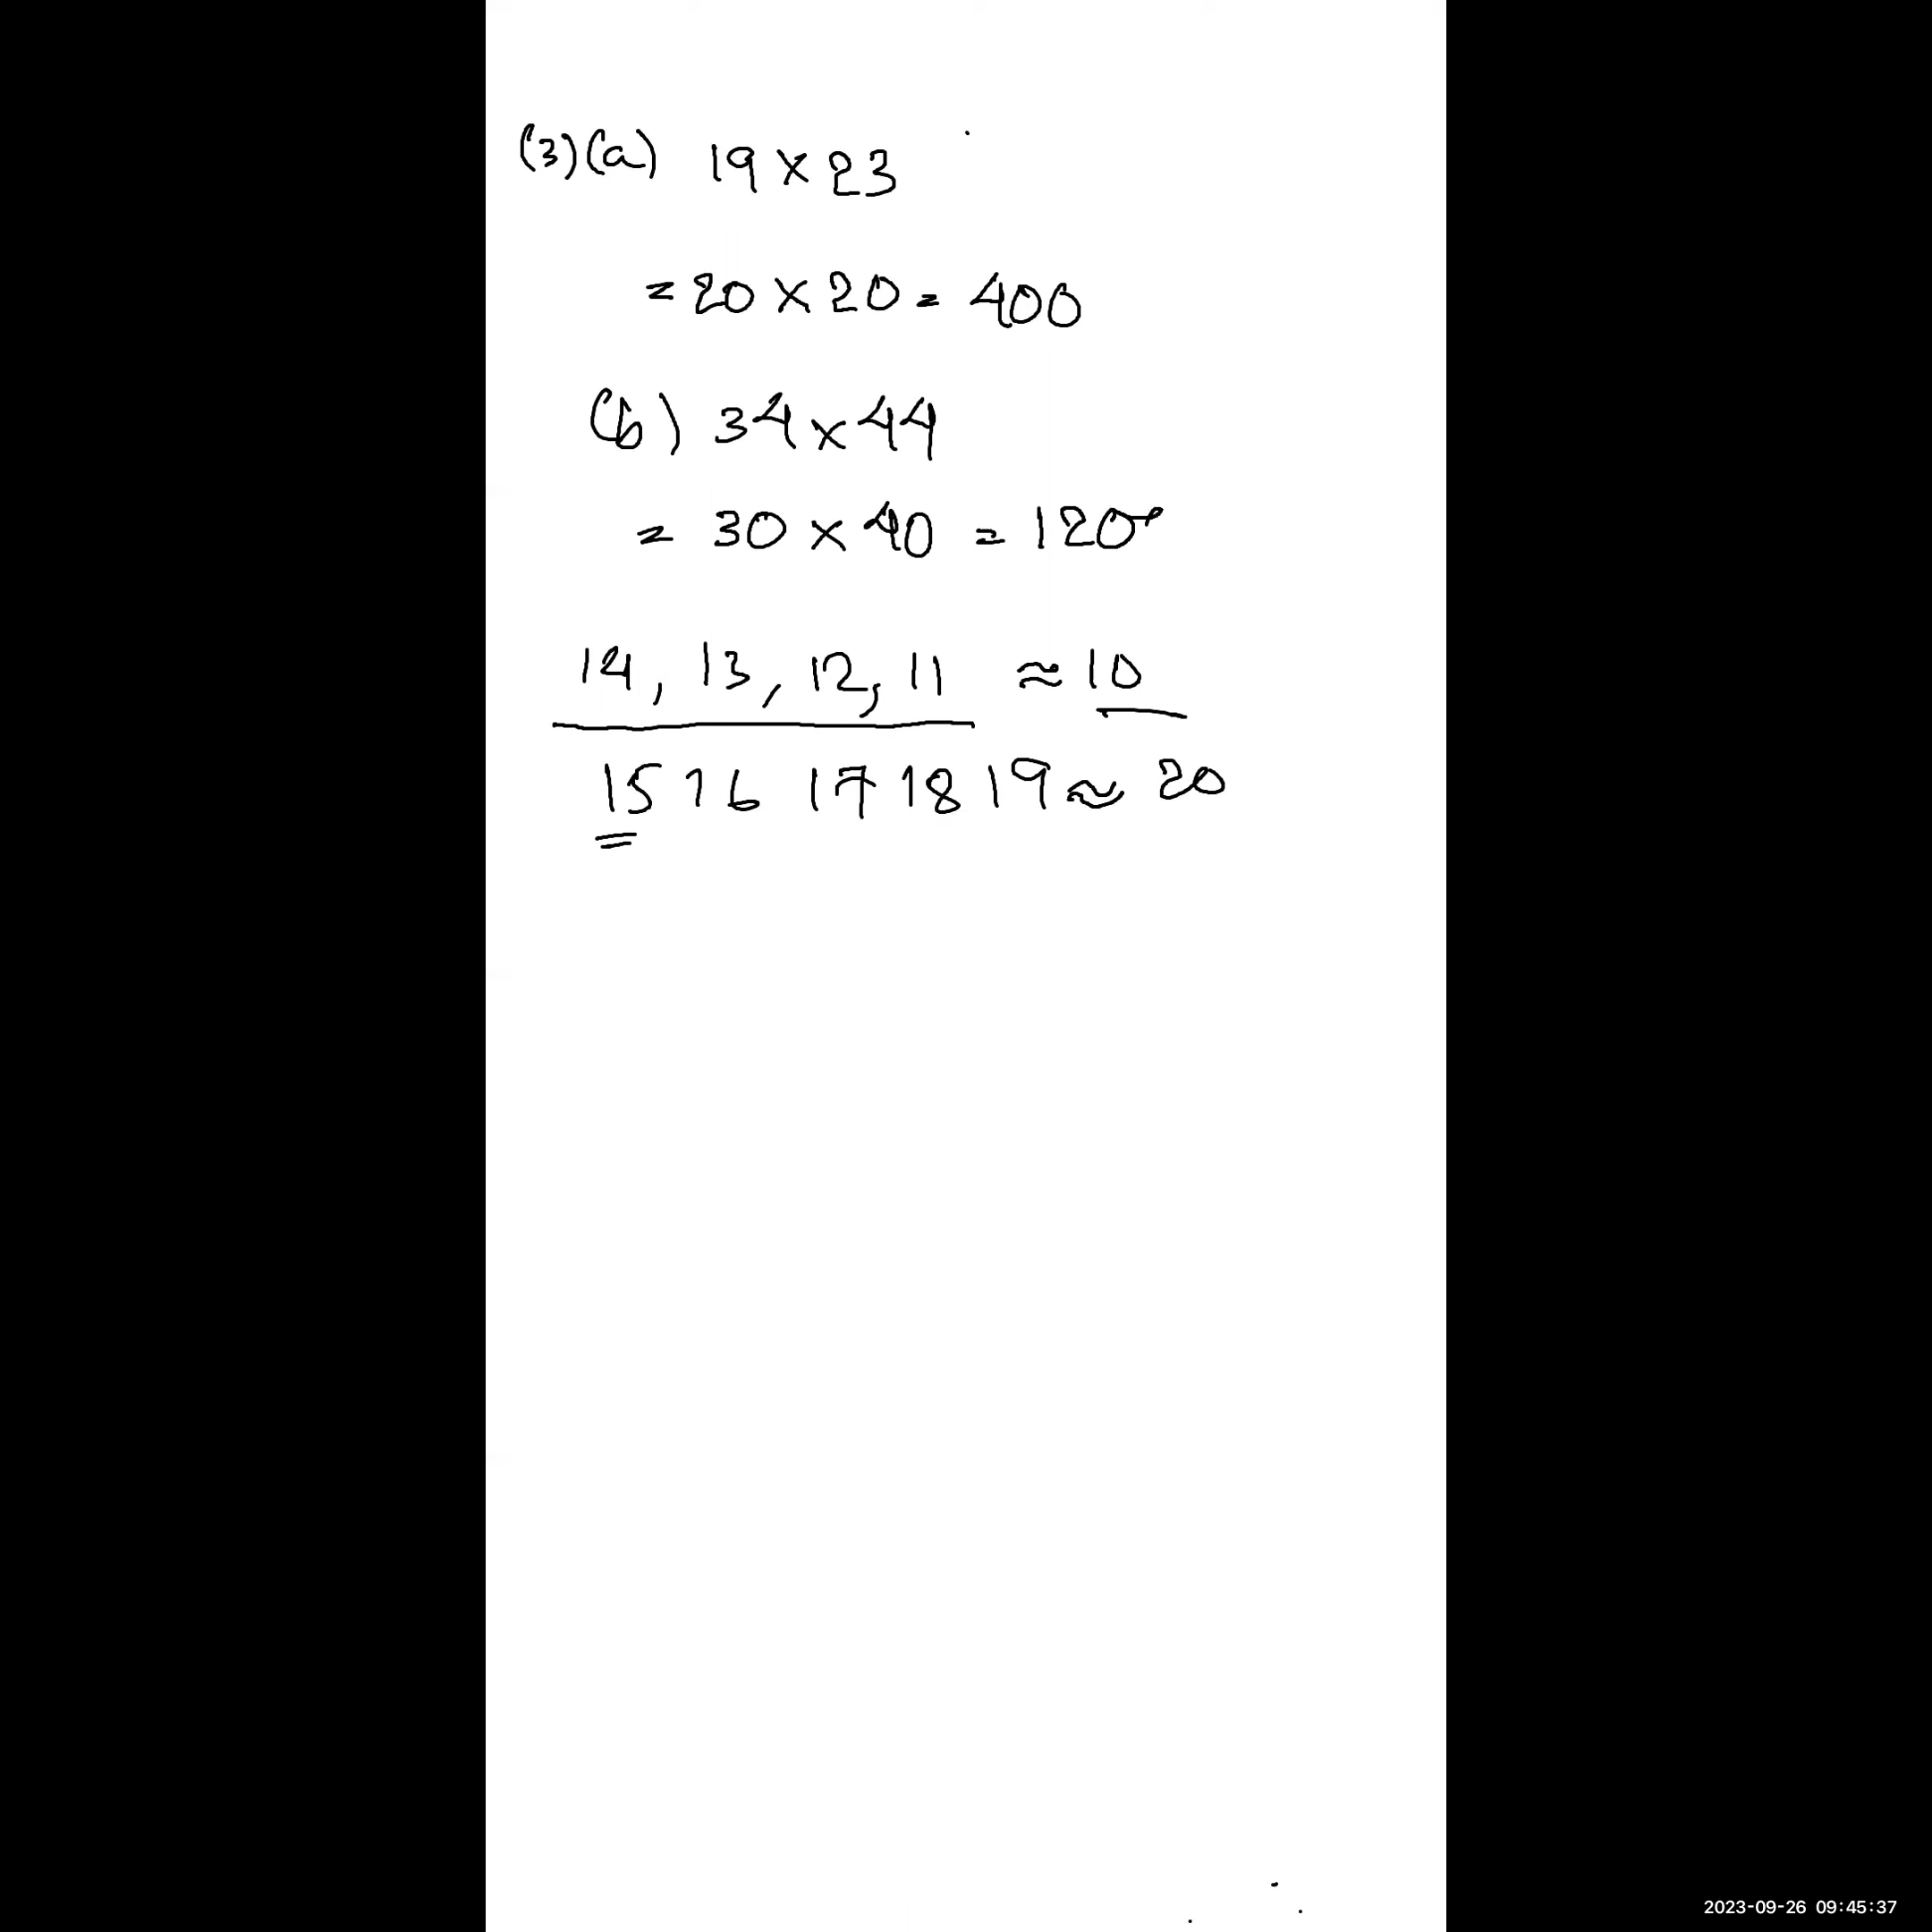 (3)(a) 19 × 23
= 20 × 20 = 400
(b) 34 × 44
= 30 × 40 = 1200
14, 13, 12, 11 ≈ 10
15 16 17 18 19 ≈ 20
2023-09-26 09:45:37